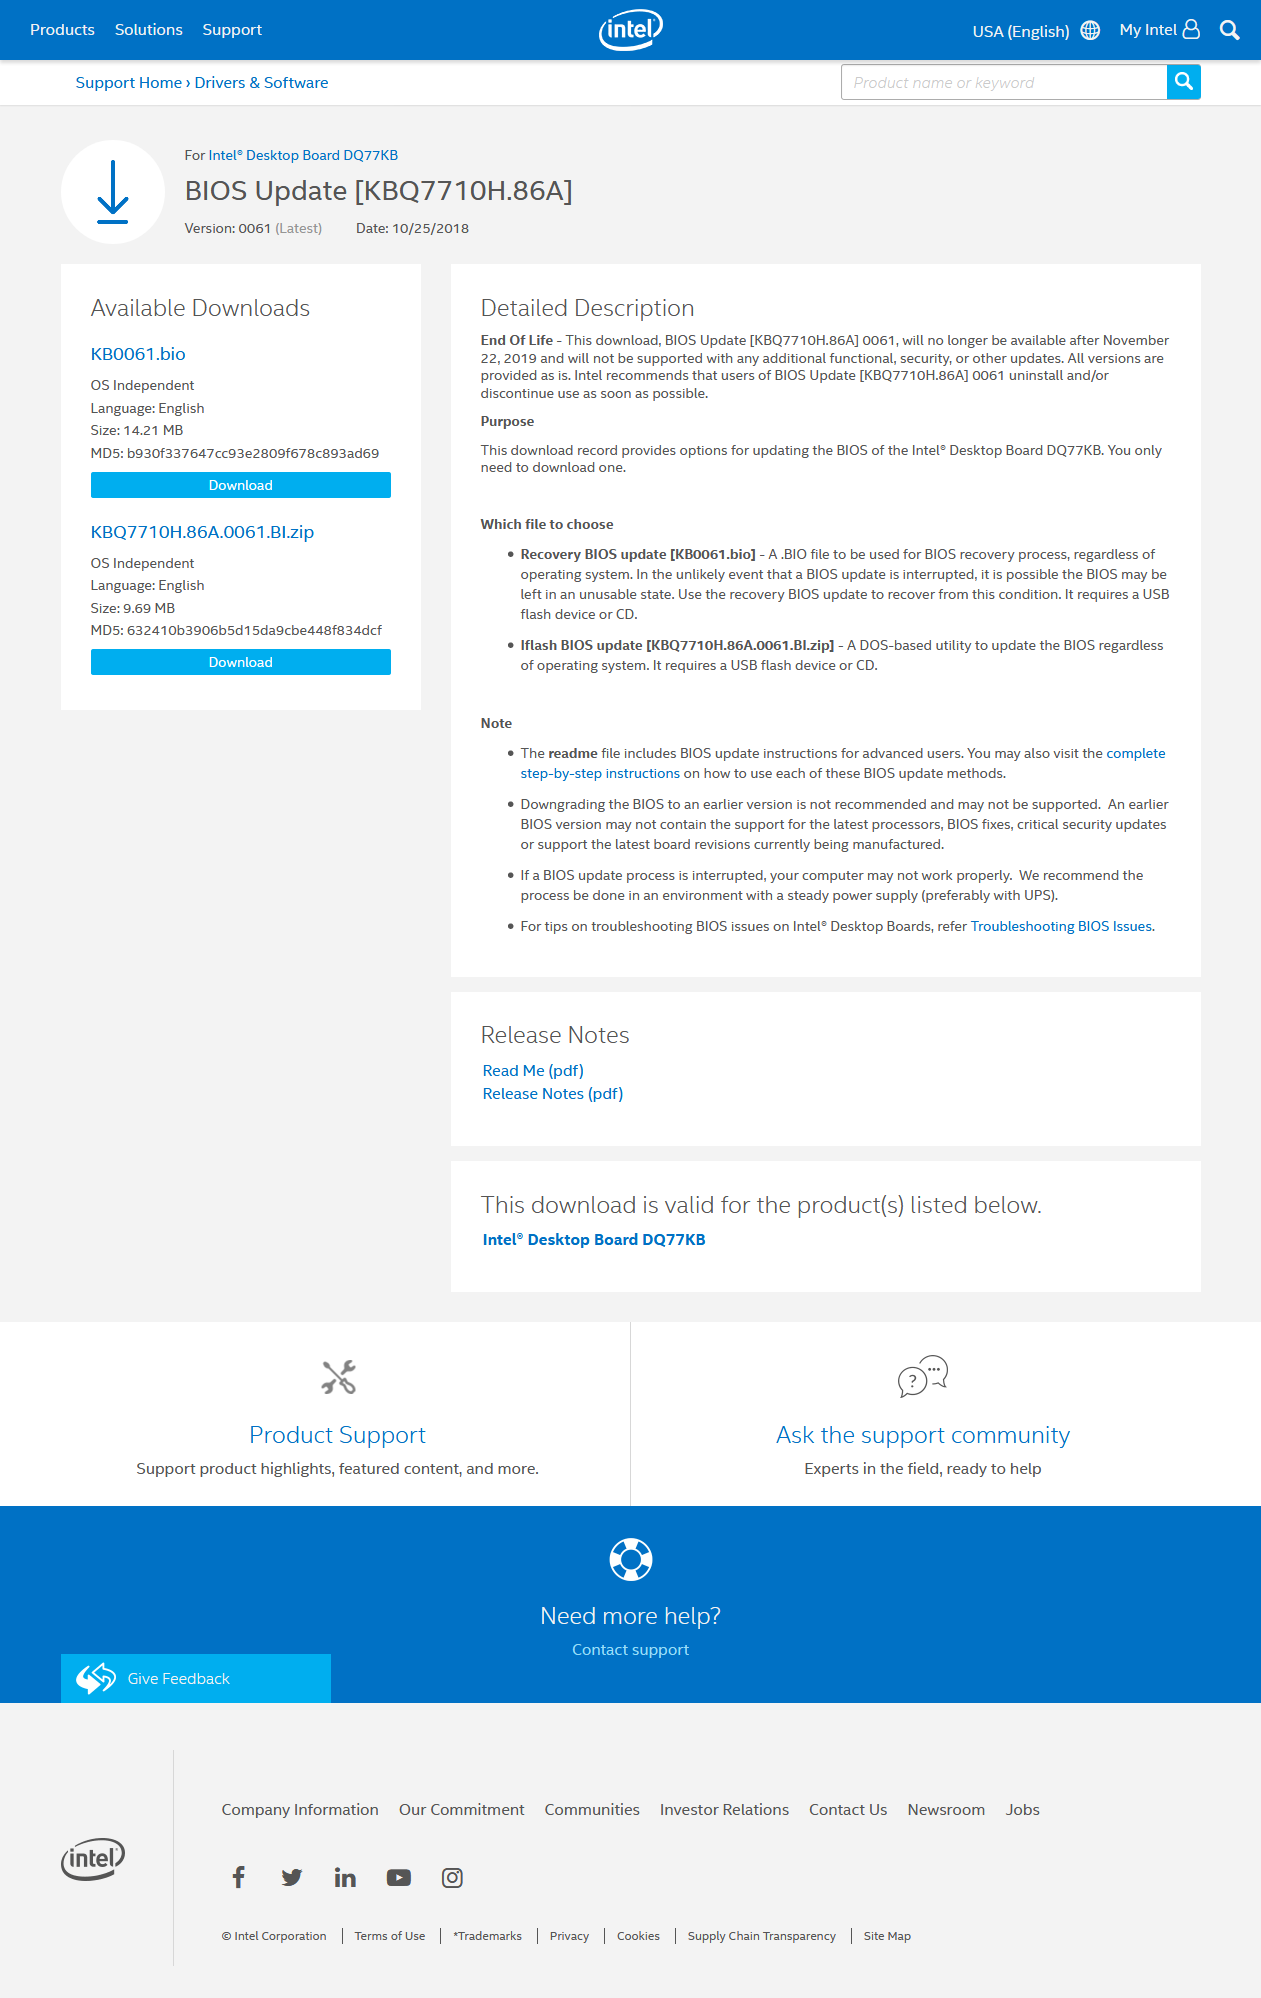 Products Solutions Support
intel
USA (English) My Intel
Support Home › Drivers & Software
Product name or keyword
For Intel® Desktop Board DQ77KB
BIOS Update [KBQ7710H.86A]
Version: 0061 (Latest) Date: 10/25/2018
Available Downloads
KB0061.bio
OS Independent
Language: English
Size: 14.21 MB
MD5: b930f337647cc93e2809f678c893ad69
Download
KBQ7710H.86A.0061.BI.zip
OS Independent
Language: English
Size: 9.69 MB
MD5: 632410b3906b5d15da9cbe448f834dcf
Download
Detailed Description
End Of Life - This download, BIOS Update [KBQ7710H.86A] 0061, will no longer be available after November
22, 2019 and will not be supported with any additional functional, security, or other updates. All versions are
provided as is. Intel recommends that users of BIOS Update [KBQ7710H.86A] 0061 uninstall and/or
discontinue use as soon as possible.
Purpose
This download record provides options for updating the BIOS of the Intel® Desktop Board DQ77KB. You only
need to download one.
Which file to choose
• Recovery BIOS update [KB0061.bio] - A .BIO file to be used for BIOS recovery process, regardless of
operating system. In the unlikely event that a BIOS update is interrupted, it is possible the BIOS may be
left in an unusable state. Use the recovery BIOS update to recover from this condition. It requires a USB
flash device or CD.
• Iflash BIOS update [KBQ7710H.86A.0061.BI.zip] - A DOS-based utility to update the BIOS regardless
of operating system. It requires a USB flash device or CD.
Note
• The readme file includes BIOS update instructions for advanced users. You may also visit the complete
step-by-step instructions on how to use each of these BIOS update methods.
• Downgrading the BIOS to an earlier version is not recommended and may not be supported. An earlier
BIOS version may not contain the support for the latest processors, BIOS fixes, critical security updates
or support the latest board revisions currently being manufactured.
• If a BIOS update process is interrupted, your computer may not work properly. We recommend the
process be done in an environment with a steady power supply (preferably with UPS).
• For tips on troubleshooting BIOS issues on Intel® Desktop Boards, refer Troubleshooting BIOS Issues.
Release Notes
Read Me (pdf)
Release Notes (pdf)
This download is valid for the product(s) listed below.
Intel® Desktop Board DQ77KB
Product Support
Support product highlights, featured content, and more.
Ask the support community
Experts in the field, ready to help
Need more help?
Contact support
Give Feedback
intel
Company Information Our Commitment Communities Investor Relations Contact Us Newsroom Jobs
© Intel Corporation | Terms of Use | *Trademarks | Privacy | Cookies | Supply Chain Transparency | Site Map